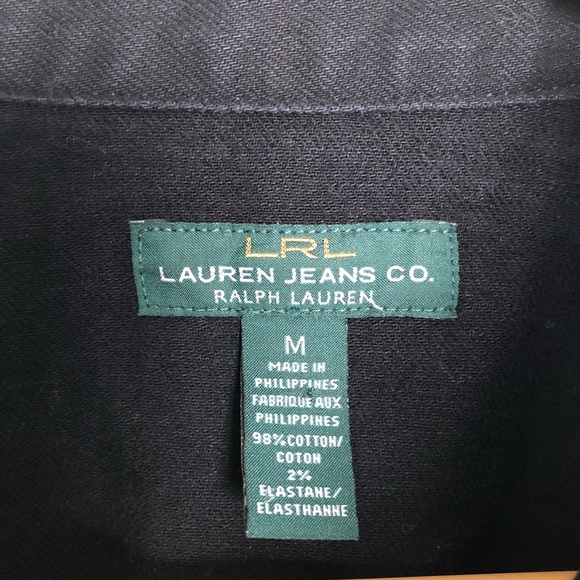 LRL
LAUREN JEANS CO.
RALPH LAUREN
M
MADE IN
PHILIPPINES
FABRIQUE AUX
PHILIPPINES
98% COTTON/
COTON
2%
ELASTANE/
ELASTHANNE